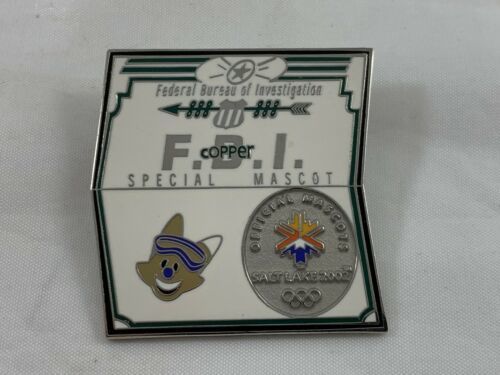 Federal Bureau of Investigation
F.B.I.
COPPER
SPECIAL MASCOT
OFFICIAL MASCOTS
SALT LAKE 2002